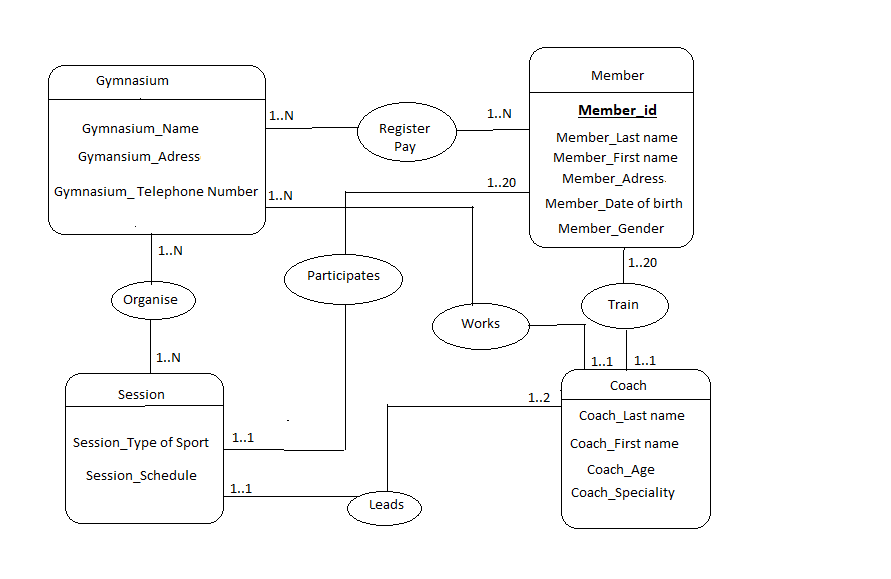 Gymnasium
Gymnasium_Name
Gymansium_Adress
Gymnasium_ Telephone Number
1..N
Register
Pay
1..N
Member
Member_id
Member_Last name
Member_First name
Member_Adress
Member_Date of birth
Member_Gender
1..20
1..N
1..N
Participates
1..20
Organise
Train
Works
1..N
1..1
1..1
Session
Session_Type of Sport
Session_Schedule
1..1
1..1
Leads
1..2
Coach
Coach_Last name
Coach_First name
Coach_Age
Coach_Speciality